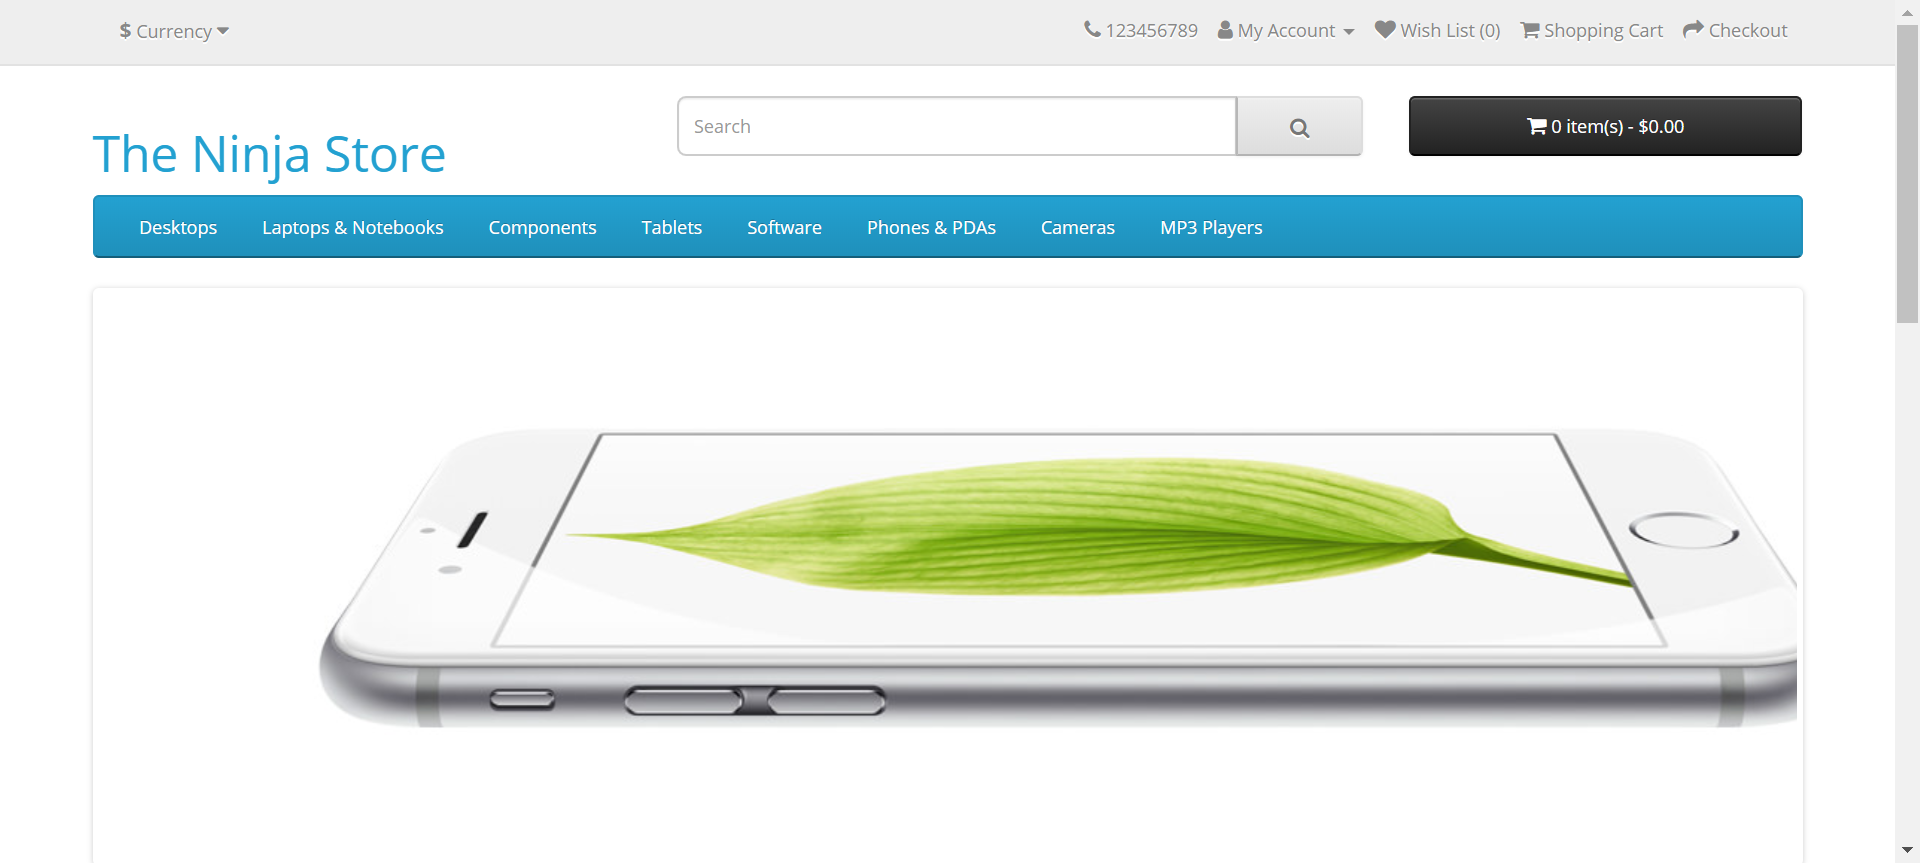 $ Currency
123456789 My Account Wish List (0) Shopping Cart Checkout
The Ninja Store
Search
0 item(s) - $0.00
Desktops Laptops & Notebooks Components Tablets Software Phones & PDAs Cameras MP3 Players